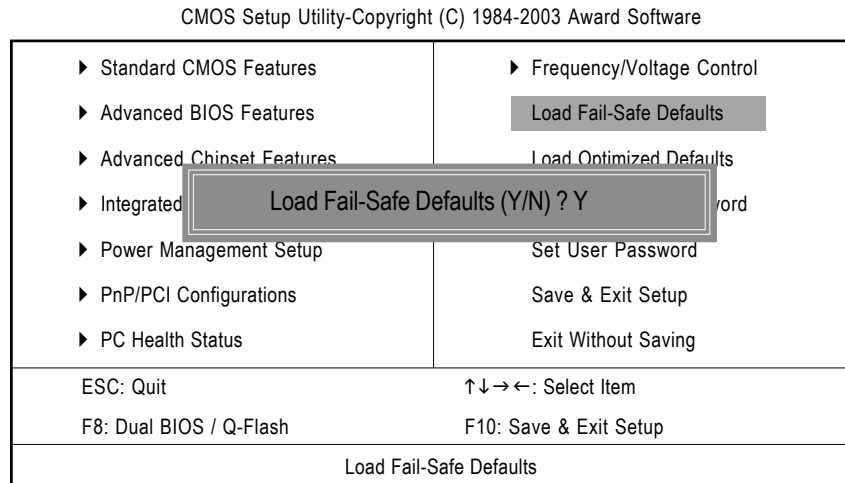 CMOS Setup Utility-Copyright (C) 1984-2003 Award Software
Standard CMOS Features
Advanced BIOS Features
Advanced Chipset Features
Integrated
Power Management Setup
PnP/PCI Configurations
PC Health Status
Frequency/Voltage Control
Load Fail-Safe Defaults
Load Optimized Defaults
Set User Password
Save & Exit Setup
Exit Without Saving
Load Fail-Safe Defaults (Y/N) ? Y
ESC: Quit
↑↓→←: Select Item
F8: Dual BIOS / Q-Flash
F10: Save & Exit Setup
Load Fail-Safe Defaults